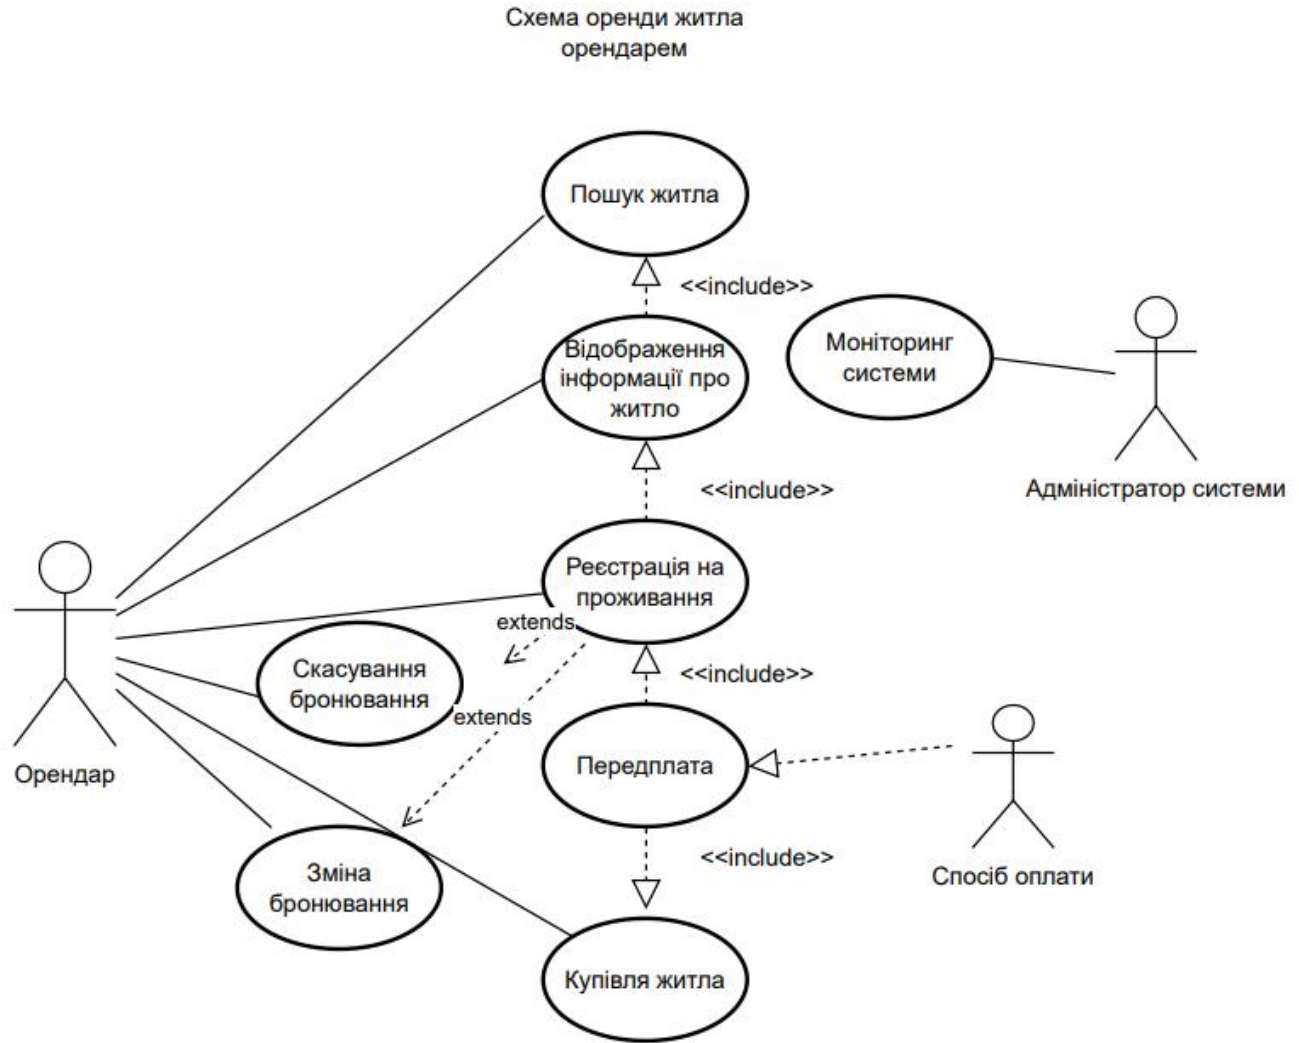 Схема оренди житла
орендарем
Пошук житла
<<include>>
Відображення
інформації про
житло
Моніторинг
системи
Адміністратор системи
<<include>>
Реєстрація на
проживання
extends
Скасування
бронювання
<<include>>
extends
Передплата
Орендар
<<include>>
Спосіб оплати
Зміна
бронювання
Купівля житла